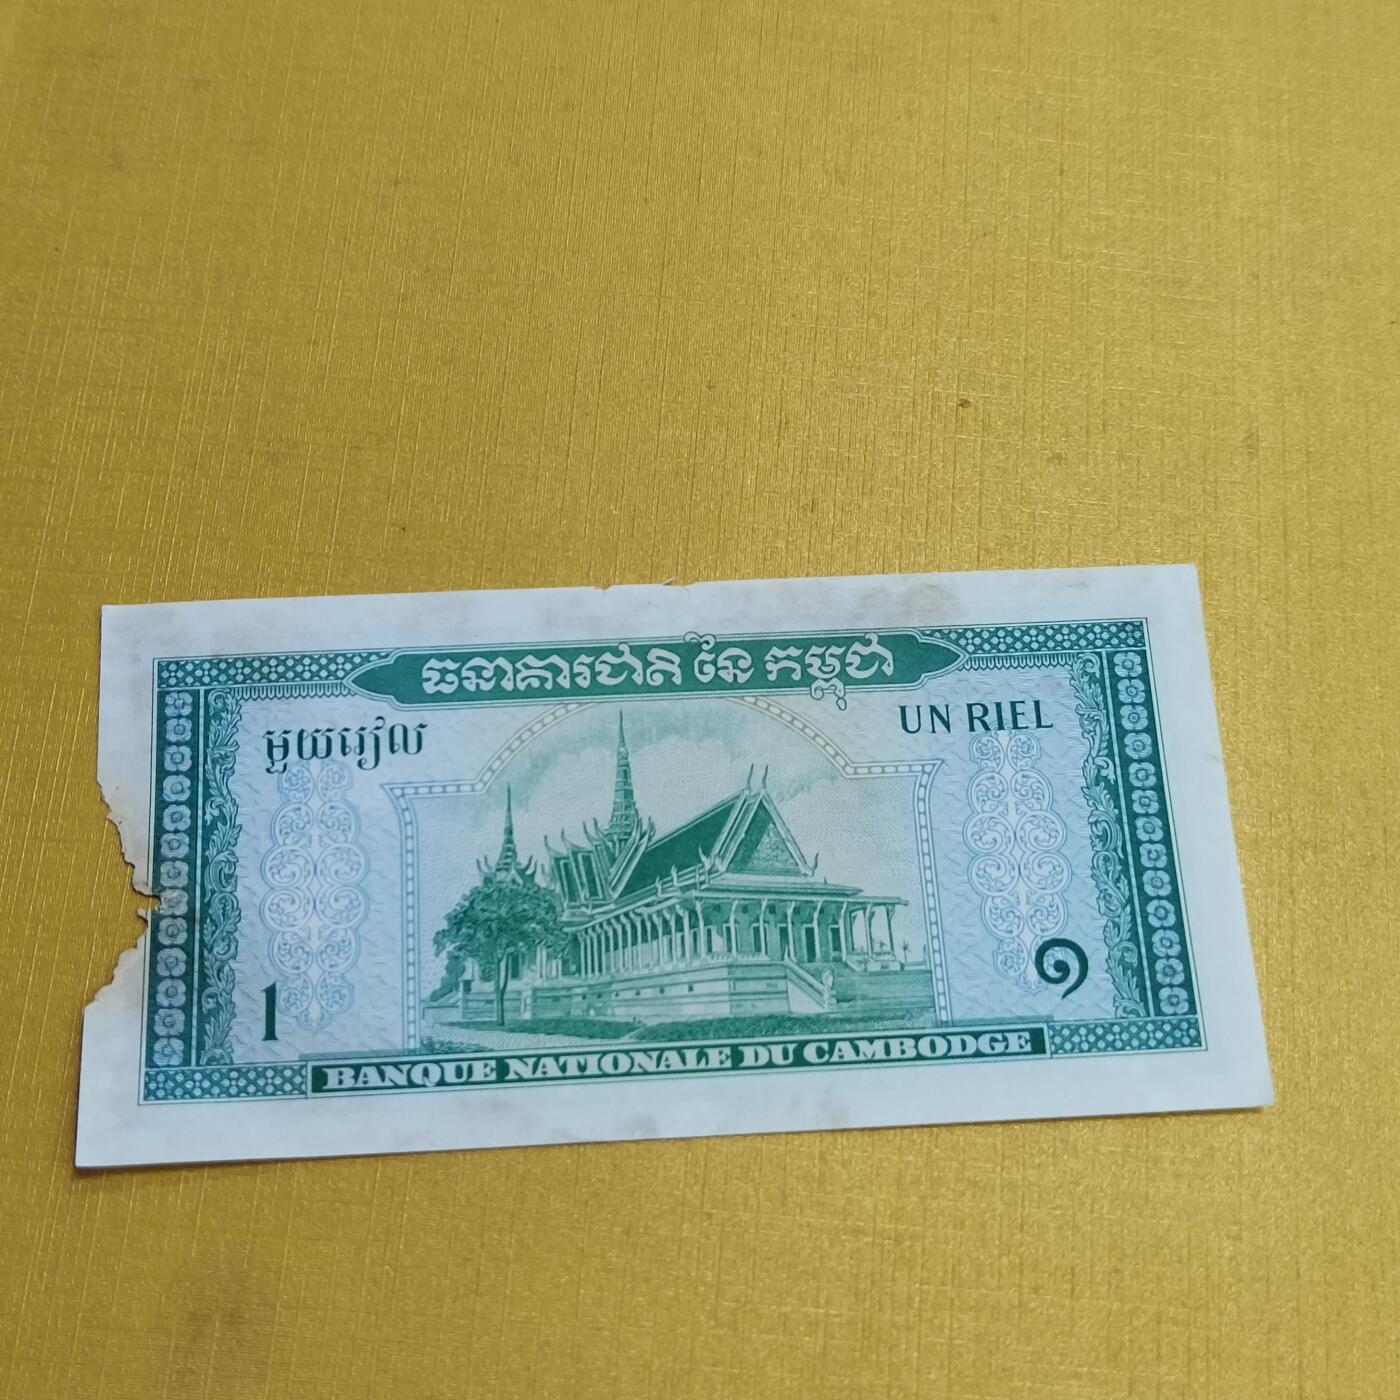 ធនាគារជាតិ នៃ កម្ពុជា
មួយរៀល
UN RIEL
1
១
BANQUE NATIONALE DU CAMBODGE